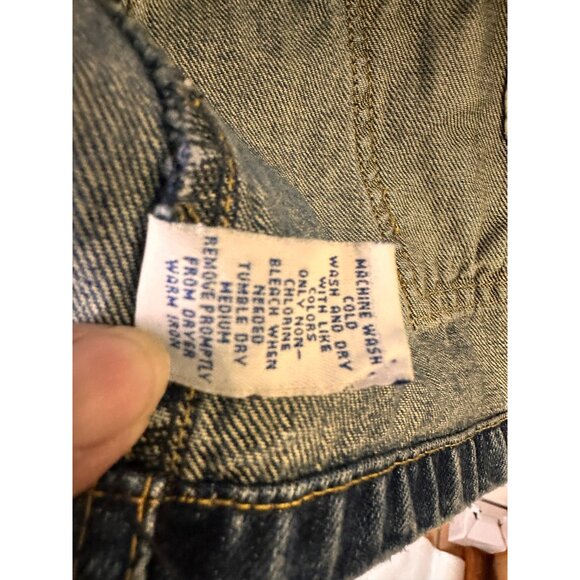 MACHINE WASH
COLD
WASH AND DRY
WITH LIKE
COLORS
ONLY NON-
CHLORINE
BLEACH WHEN
NEEDED
TUMBLE DRY
MEDIUM
REMOVE PROMPTLY
FROM DRYER
WARM IRON